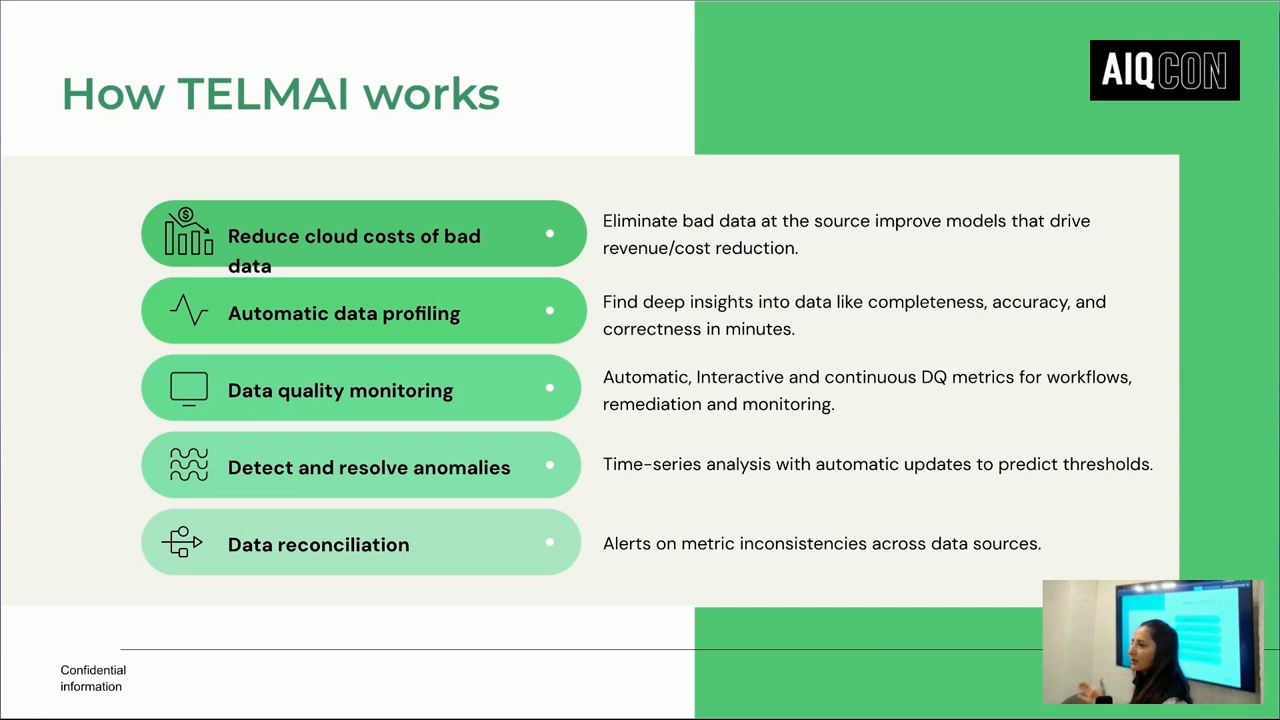 How TELMAI works
AIQCON
Reduce cloud costs of bad
data
Eliminate bad data at the source improve models that drive
revenue/cost reduction.
Automatic data profiling
Find deep insights into data like completeness, accuracy, and
correctness in minutes.
Data quality monitoring
Automatic, Interactive and continuous DQ metrics for workflows,
remediation and monitoring.
Detect and resolve anomalies
Time-series analysis with automatic updates to predict thresholds.
Data reconciliation
Alerts on metric inconsistencies across data sources.
Confidential
information